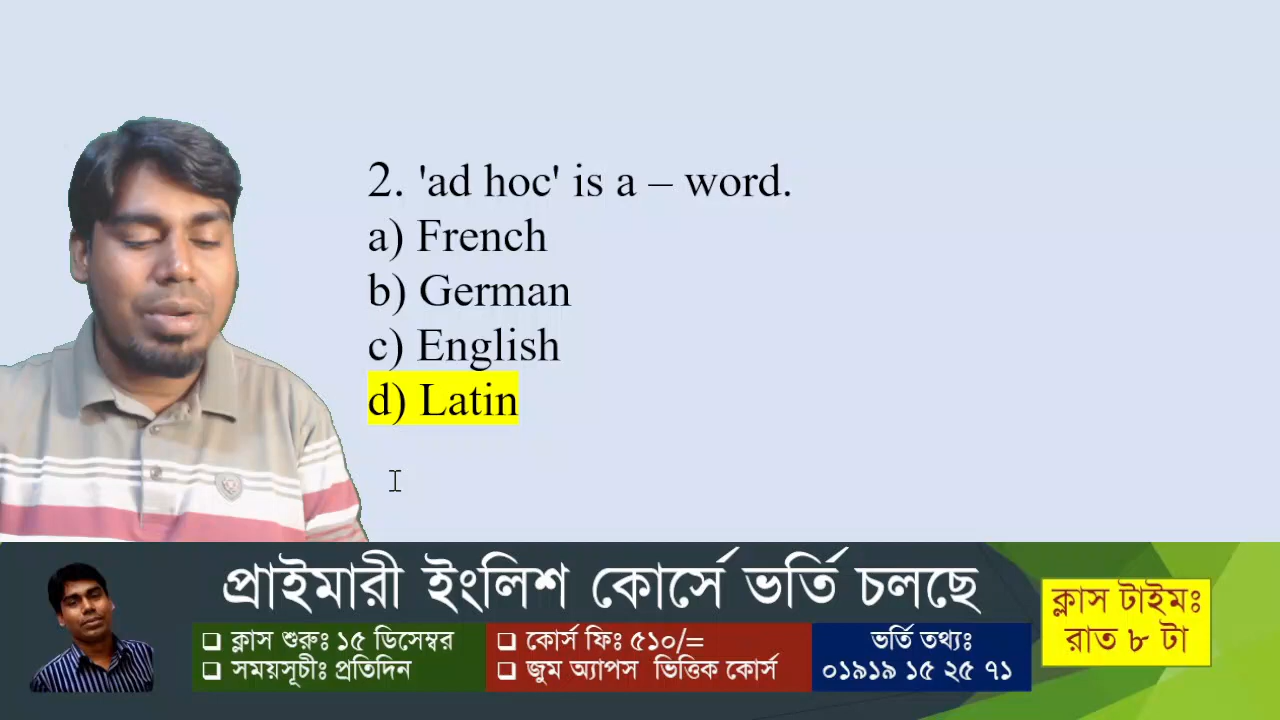 2. 'ad hoc' is a – word.
a) French
b) German
c) English
d) Latin
প্রাইমারী ইংলিশ কোর্সে ভর্তি চলছে
❑ ক্লাস শুরুঃ ১৫ ডিসেম্বর
❑ সময়সূচীঃ প্রতিদিন
❑ কোর্স ফিঃ ৫১০/=
❑ জুম অ্যাপস ভিত্তিক কোর্স
ভর্তি তথ্যঃ
০১৯১৯ ১৫ ২৫ ৭১
ক্লাস টাইমঃ
রাত ৮ টা